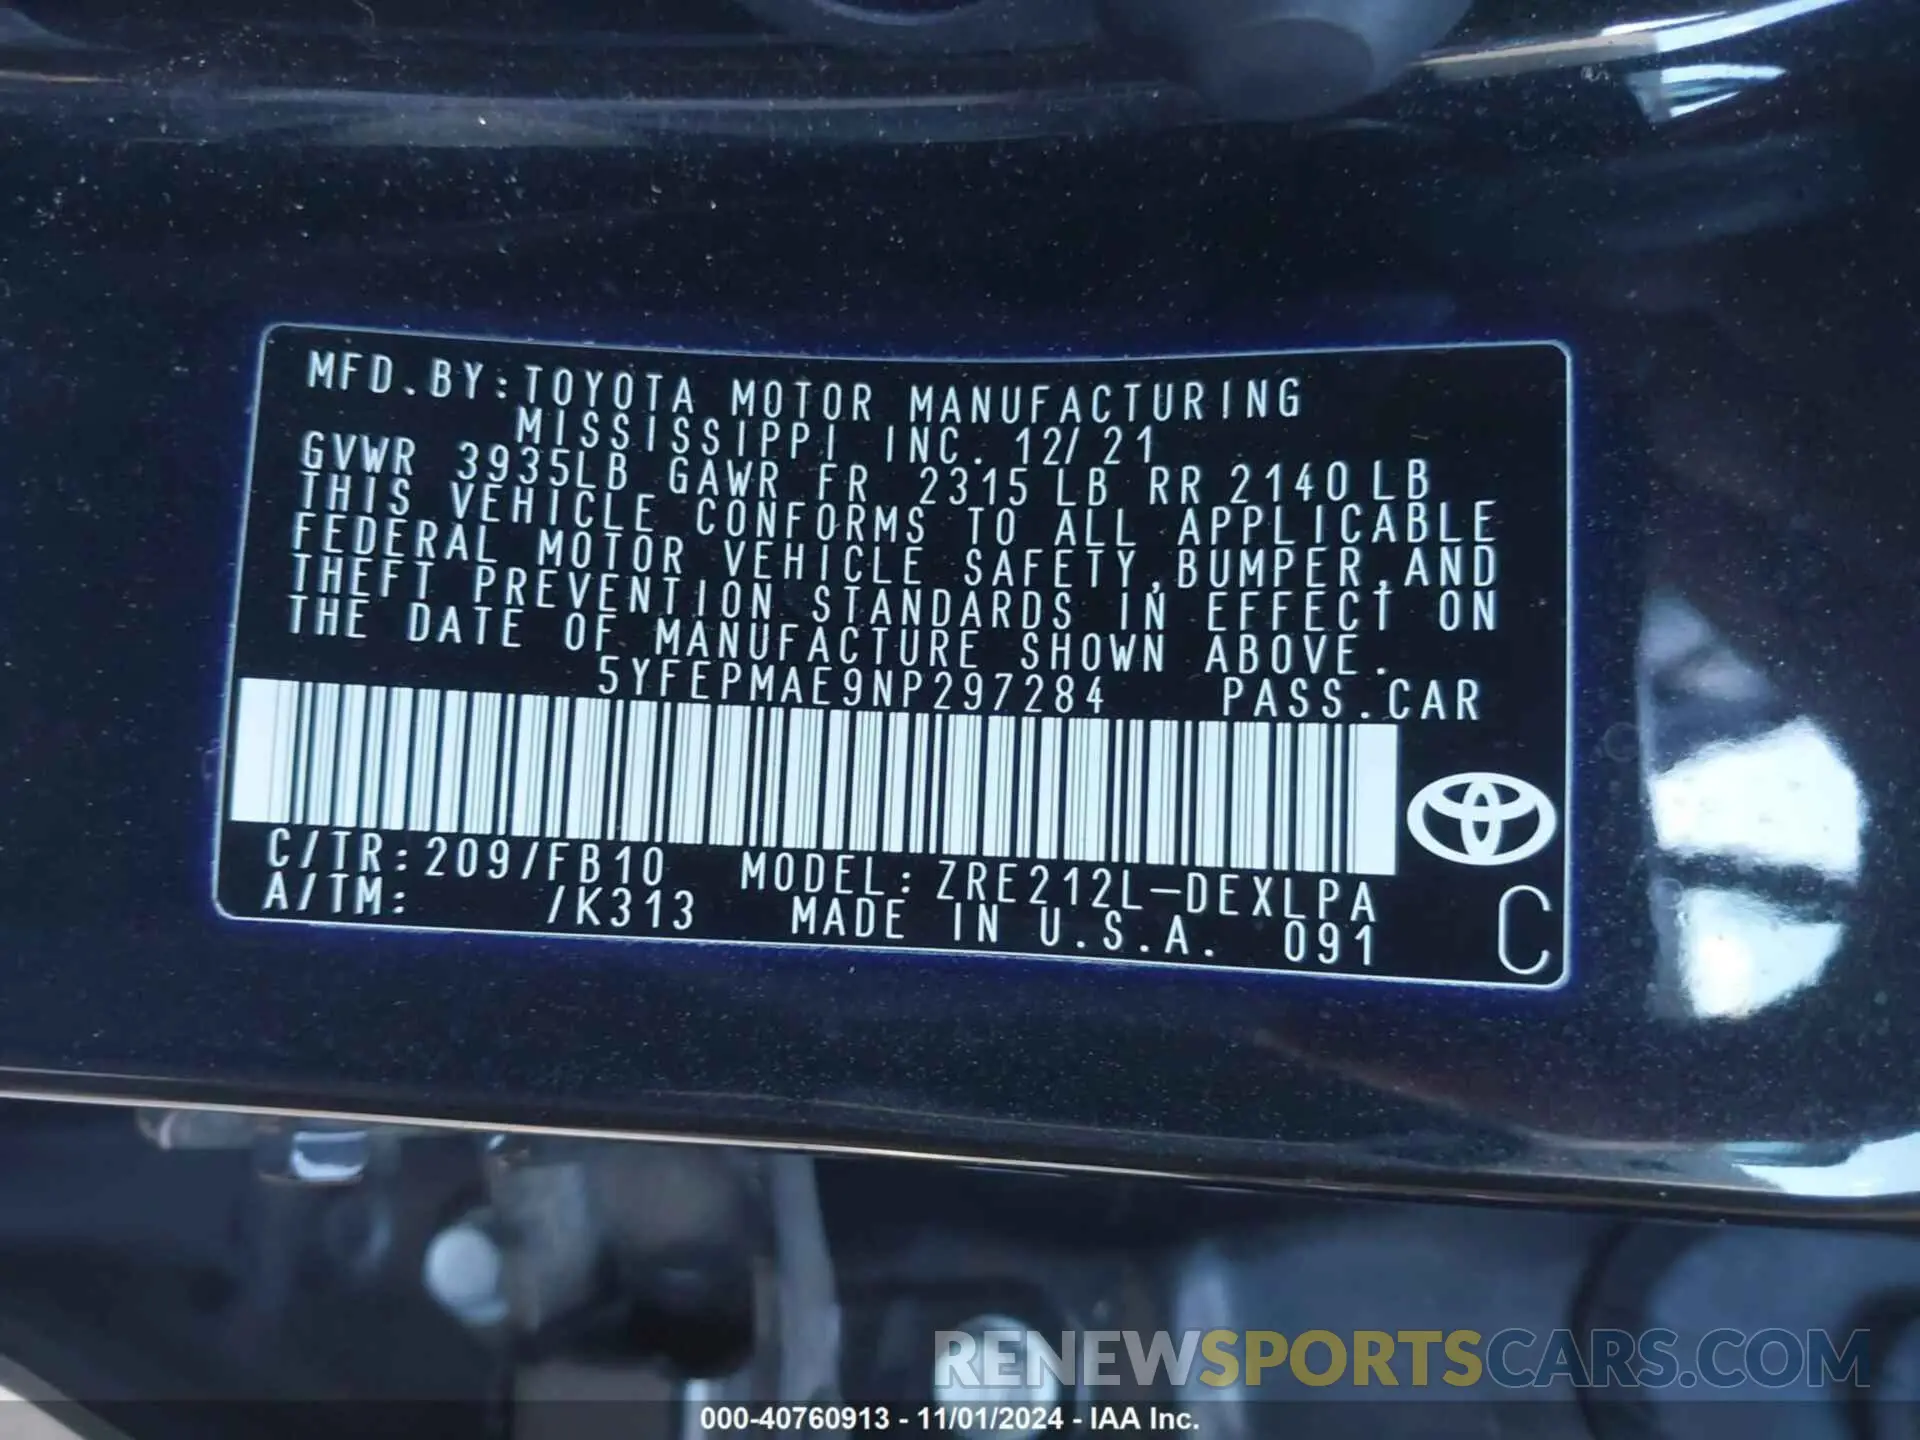 MFD.BY:TOYOTA MOTOR MANUFACTURING
MISSISSIPPI INC. 12/21
GVWR 3935LB GAWR FR 2315LB RR 2140LB
THIS VEHICLE CONFORMS TO ALL APPLICABLE
FEDERAL MOTOR VEHICLE SAFETY,BUMPER,AND
THEFT PREVENTION STANDARDS IN EFFECT ON
THE DATE OF MANUFACTURE SHOWN ABOVE.
5YFEPMAE9NP297284 PASS.CAR
C/TR:209/FB10 MODEL:ZRE212L-DEXLPA
A/TM: /K313 MADE IN U.S.A. 091
C
RENEWSPORTSCARS.COM
000-40760913 - 11/01/2024 - IAA Inc.